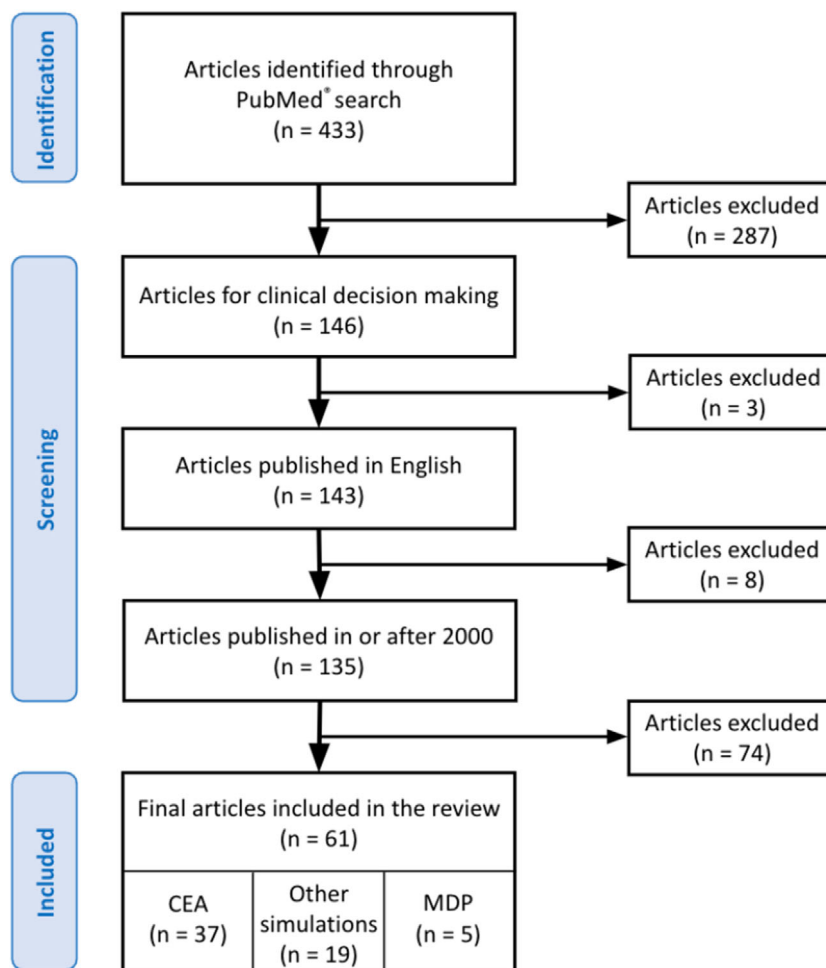 Identification
Articles identified through
PubMed® search
(n = 433)
Articles excluded
(n = 287)
Screening
Articles for clinical decision making
(n = 146)
Articles excluded
(n = 3)
Articles published in English
(n = 143)
Articles excluded
(n = 8)
Articles published in or after 2000
(n = 135)
Articles excluded
(n = 74)
Included
Final articles included in the review
(n = 61)
CEA
(n = 37)
Other
simulations
(n = 19)
MDP
(n = 5)